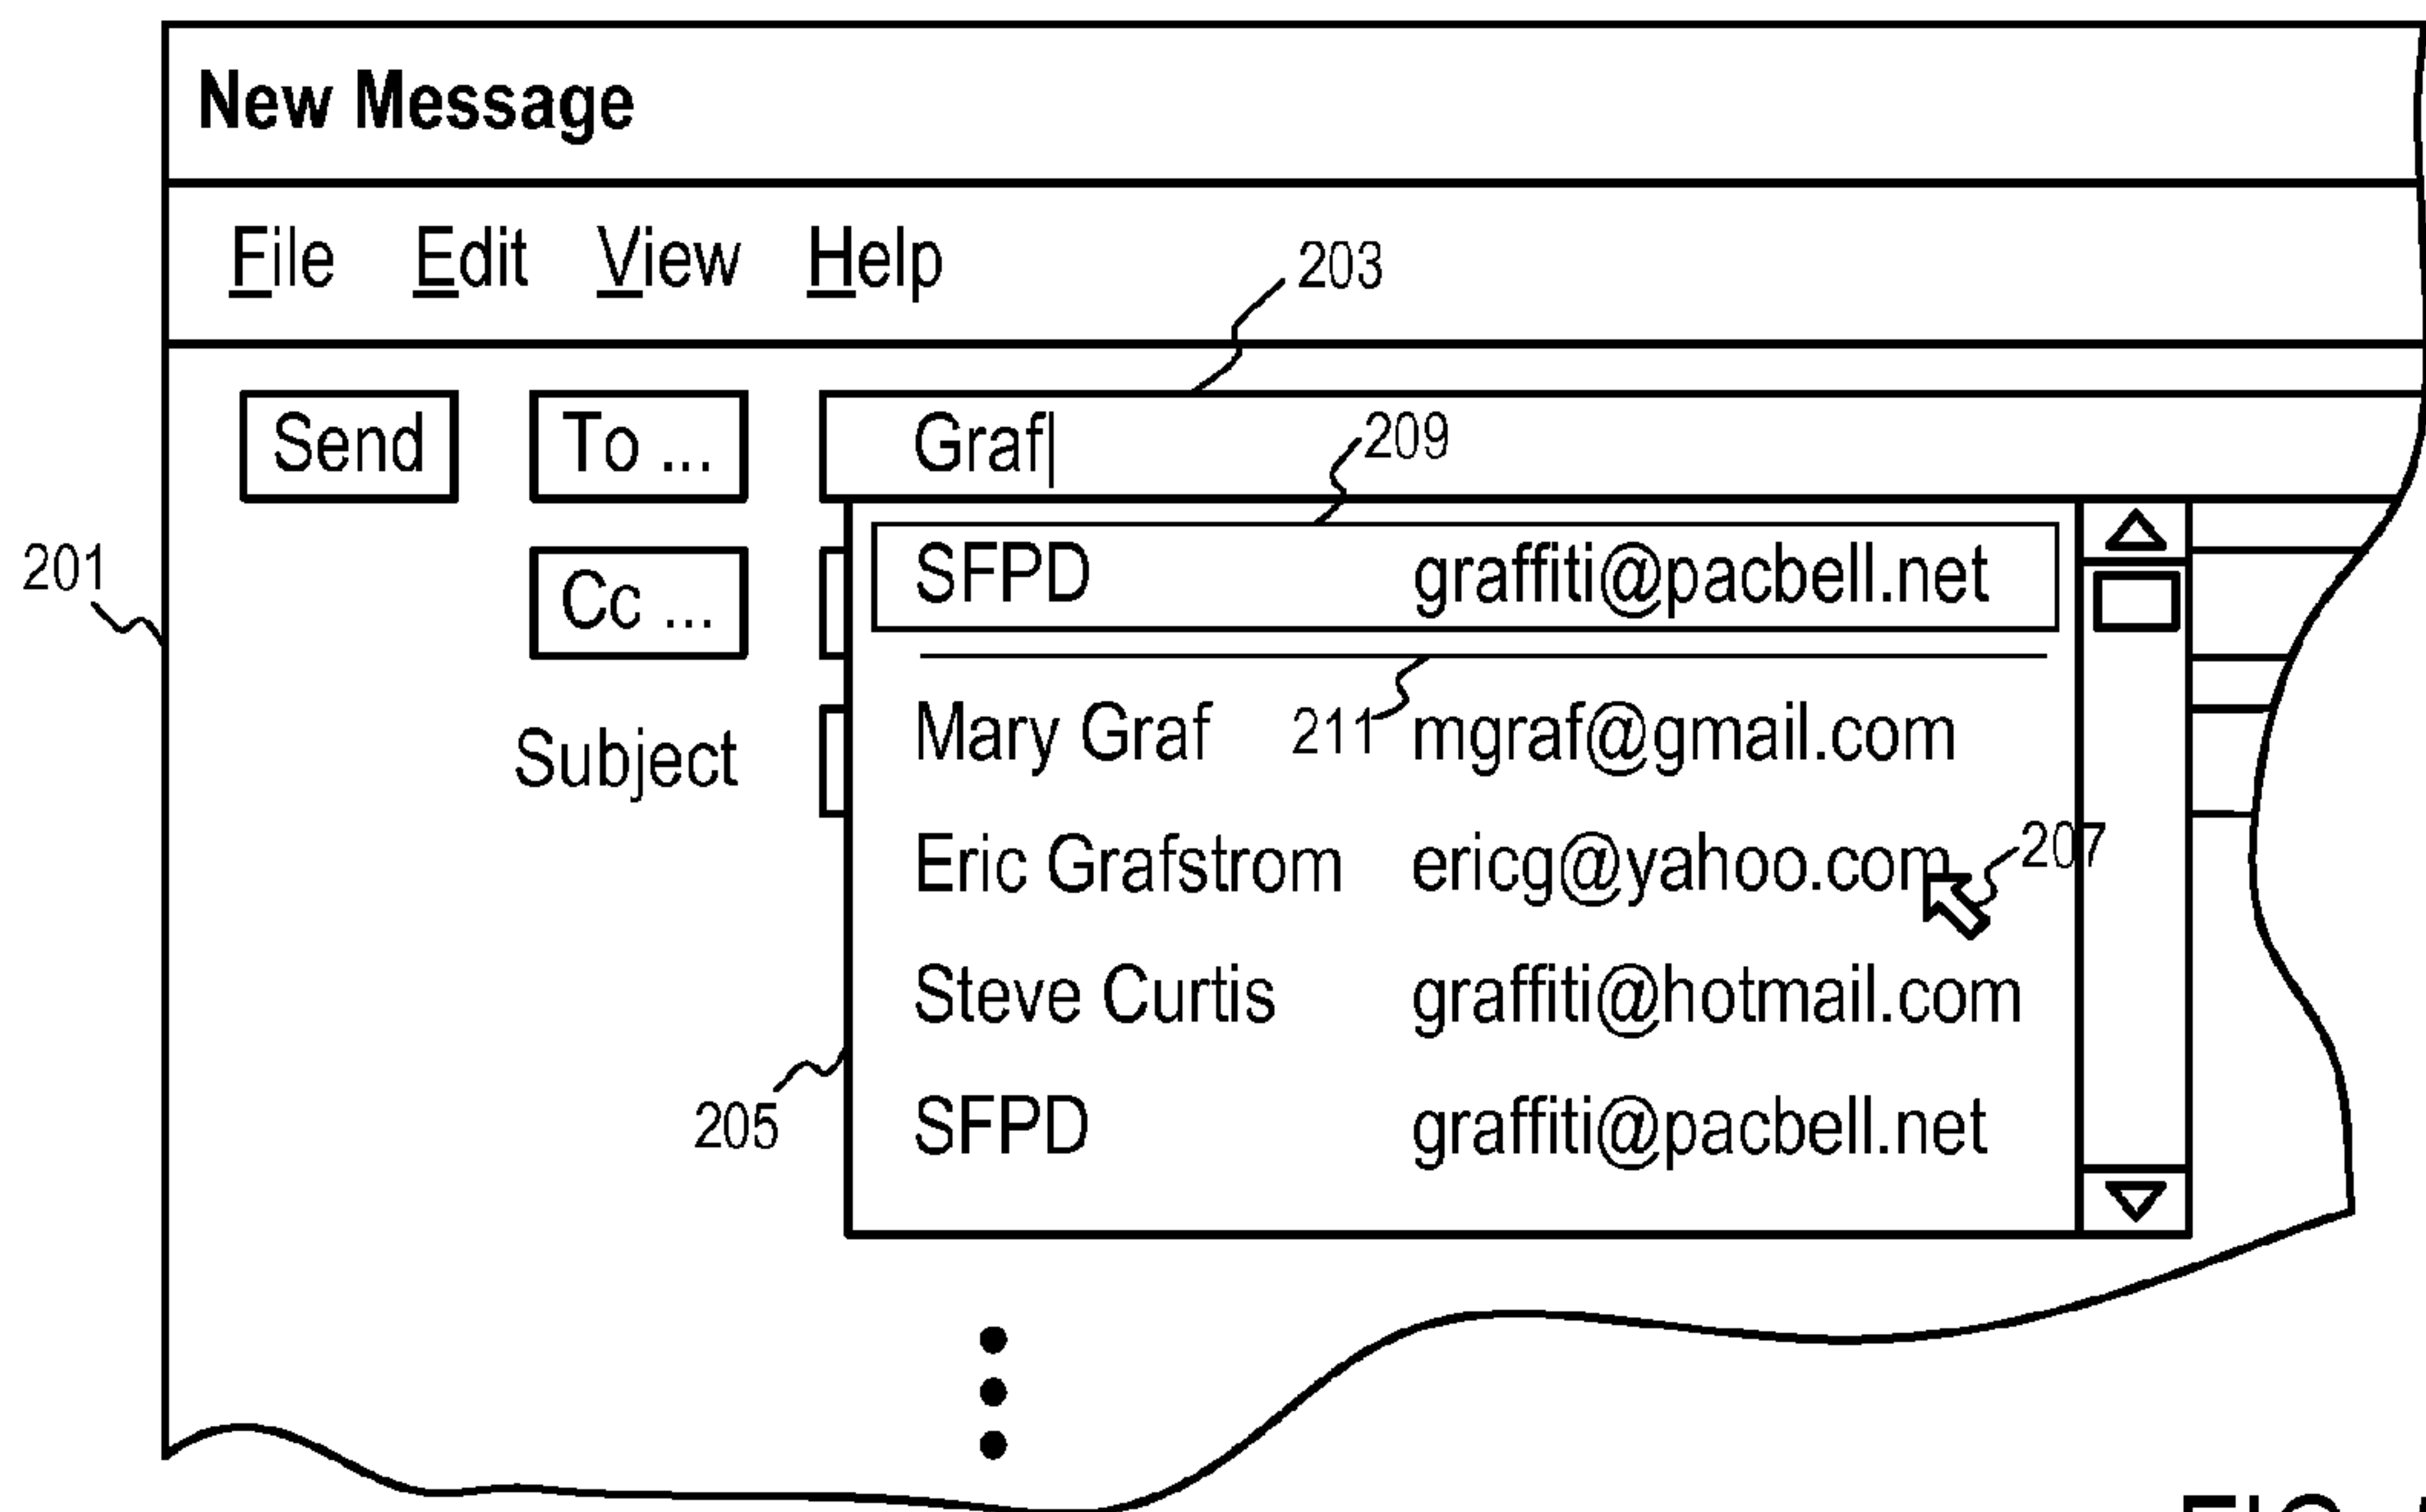 New Message
File Edit View Help
203
Send To ... Graf
209
SFPD graffiti@pacbell.net
201
Cc ...
211
Subject
Mary Graf mgraf@gmail.com
Eric Grafstrom ericg@yahoo.com
207
Steve Curtis graffiti@hotmail.com
205
SFPD graffiti@pacbell.net